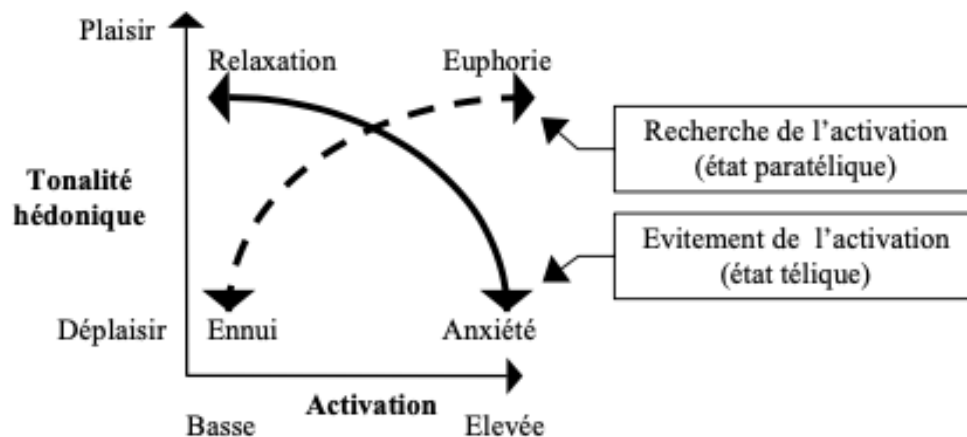 Plaisir
Relaxation
Euphorie
Recherche de l’activation
(état paratélique)
Tonalité
hédonique
Evitement de l’activation
(état télique)
Déplaisir
Ennui
Anxiété
Activation
Basse
Elevée